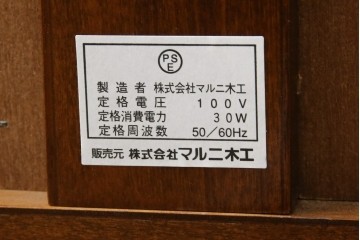 PSE
製造者 株式会社マルニ木工
定格電圧 100V
定格消費電力 30W
定格周波数 50/60Hz
販売元 株式会社マルニ木工